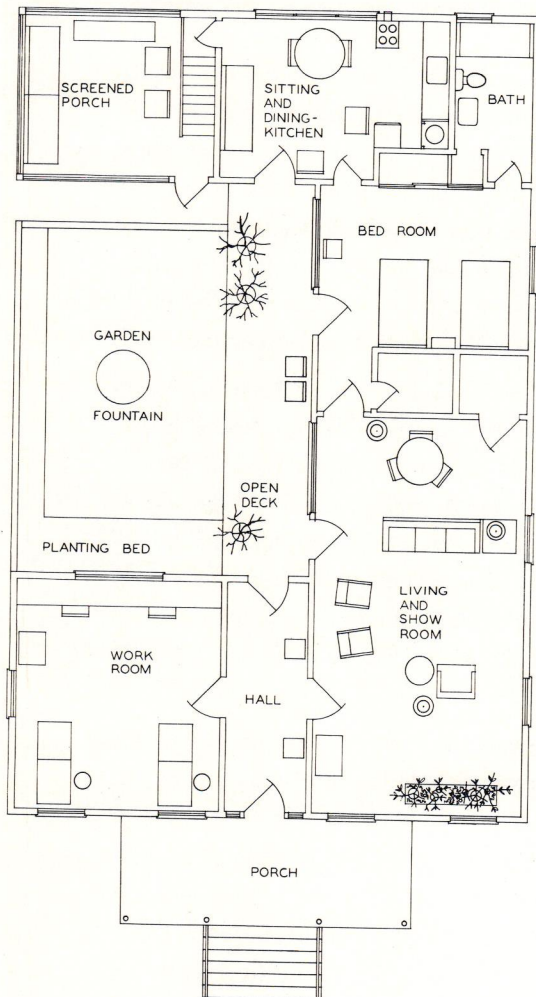 SCREENED
PORCH
SITTING
AND
DINING-
KITCHEN
BATH
BED ROOM
GARDEN
FOUNTAIN
OPEN
DECK
PLANTING BED
LIVING
AND
SHOW
ROOM
WORK
ROOM
HALL
PORCH